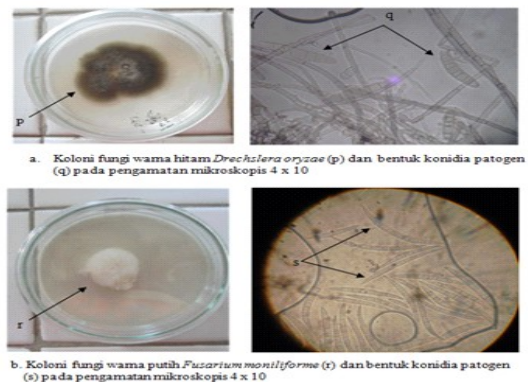 p
q
a. Koloni fungi warna hitam Drechslera oryzae (p) dan bentuk konidia patogen
(q) pada pengamatan mikroskopis 4 x 10
r
s
b. Koloni fungi warna putih Fusarium moniliforme (r) dan bentuk konidia patogen
(s) pada pengamatan mikroskopis 4 x 10